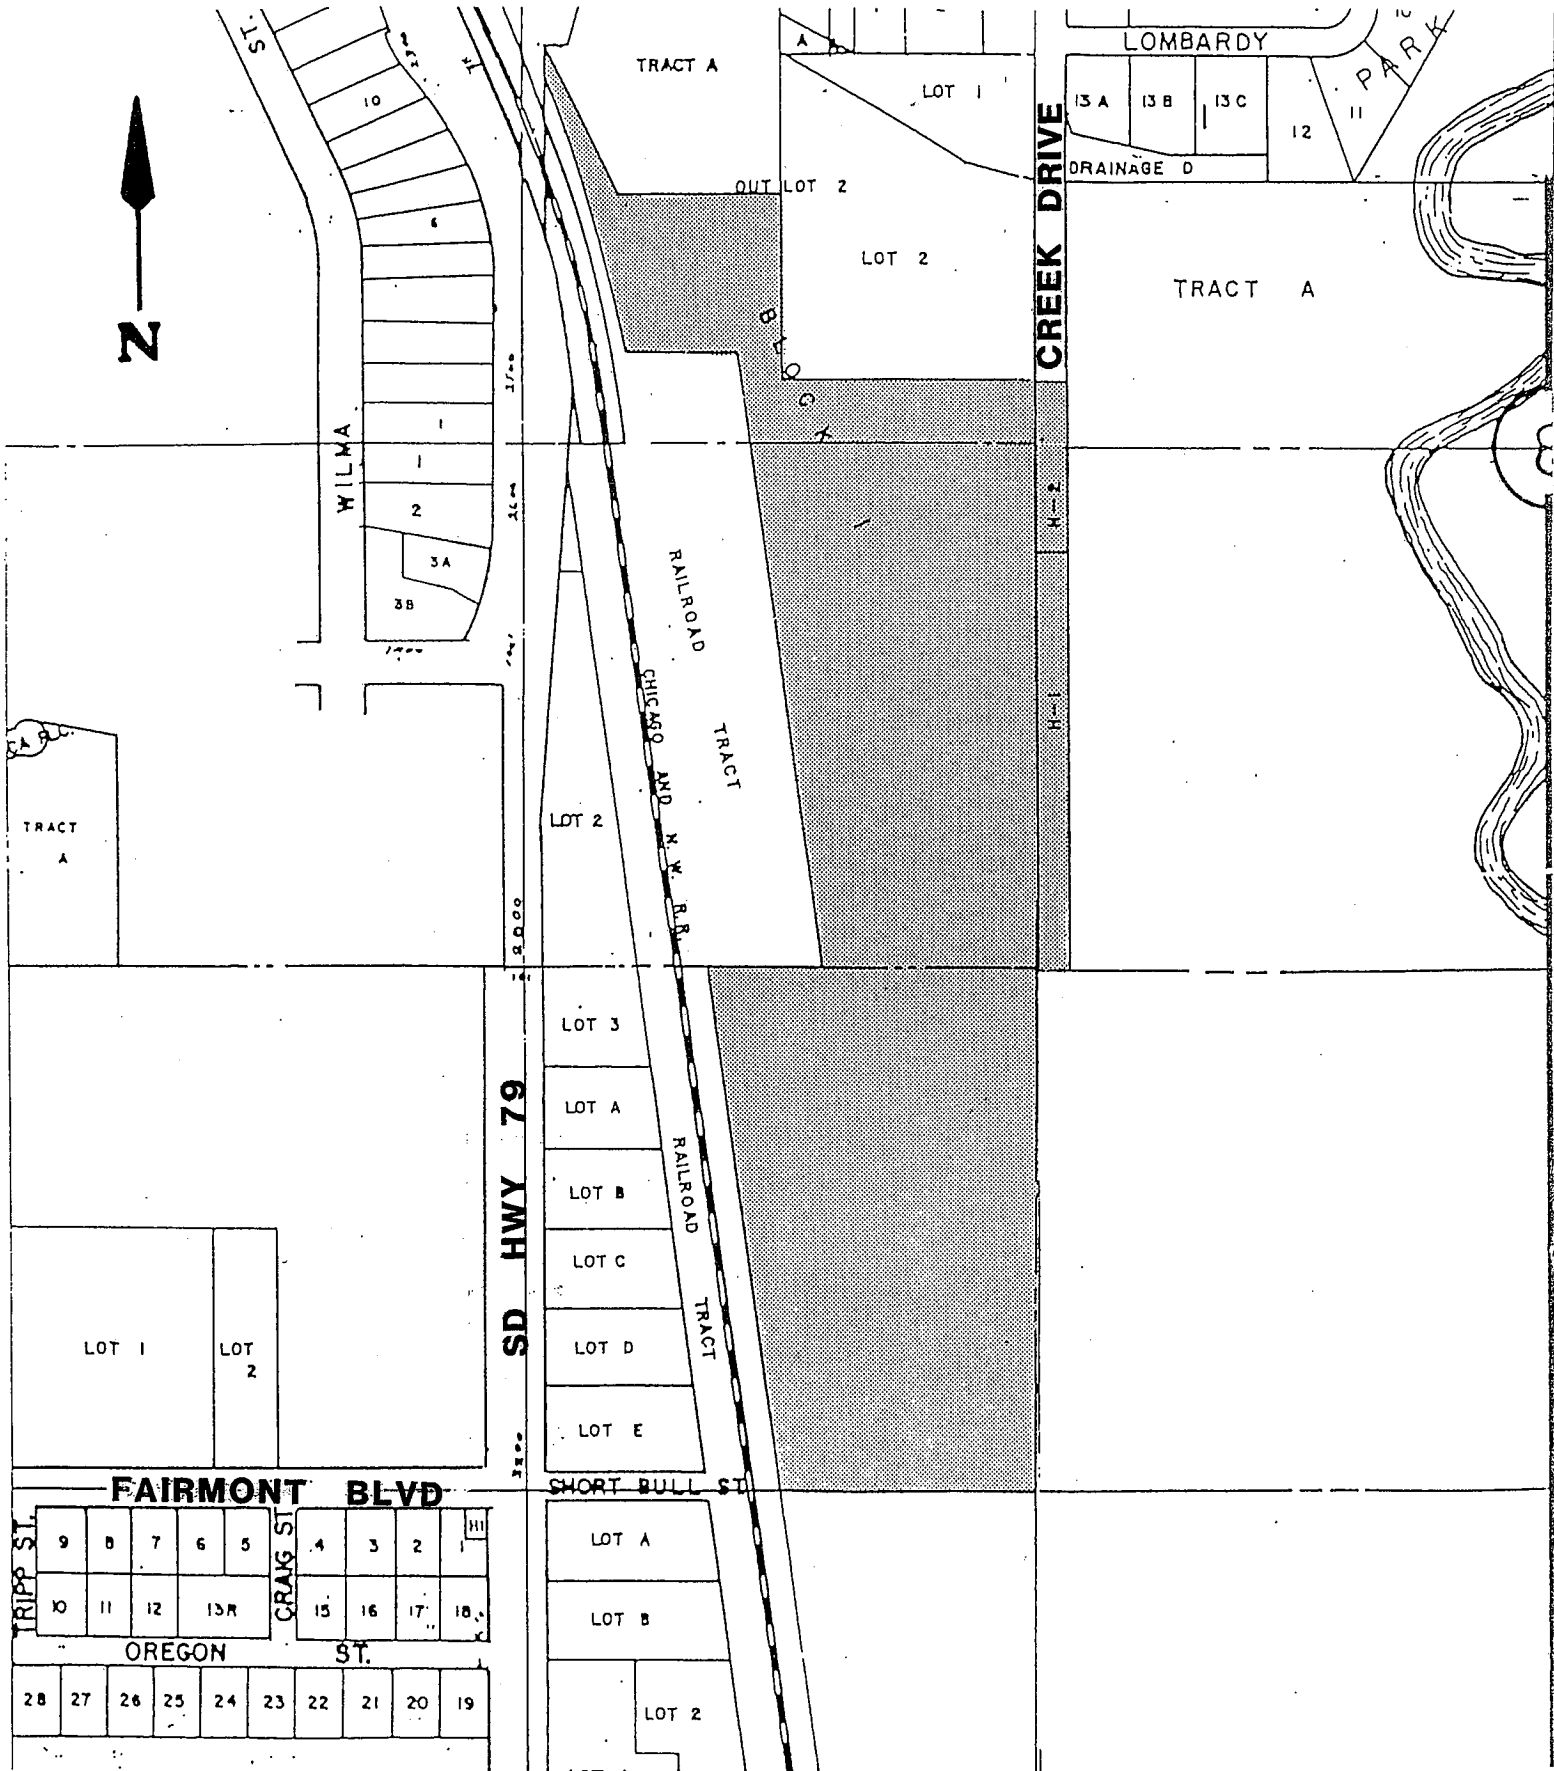 ST.
10
TRACT A
A
LOT 1
LOMBARDY
10
PARK
13 A
13 B
13 C
12
11
DRAINAGE D
OUT LOT 2
LOT 2
CREEK DRIVE
TRACT A
6
N
BLOCK
1
2500
1
1
WILMA
2
2600
3A
3B
H-2
H-1
RAILROAD
TRACT
CHICAGO AND N. W. R.R.
TRACT
A
LOT 2
LOT 3
LOT A
LOT B
LOT C
LOT D
LOT E
SD HWY 79
RAILROAD
TRACT
LOT 1
LOT
2
FAIRMONT BLVD
SHORT BULL ST
TRIPP ST.
CRAIG ST
9
8
7
6
5
4
3
2
1
H1
10
11
12
13R
15
16
17
18
OREGON ST.
28
27
26
25
24
23
22
21
20
19
LOT A
LOT B
LOT 2